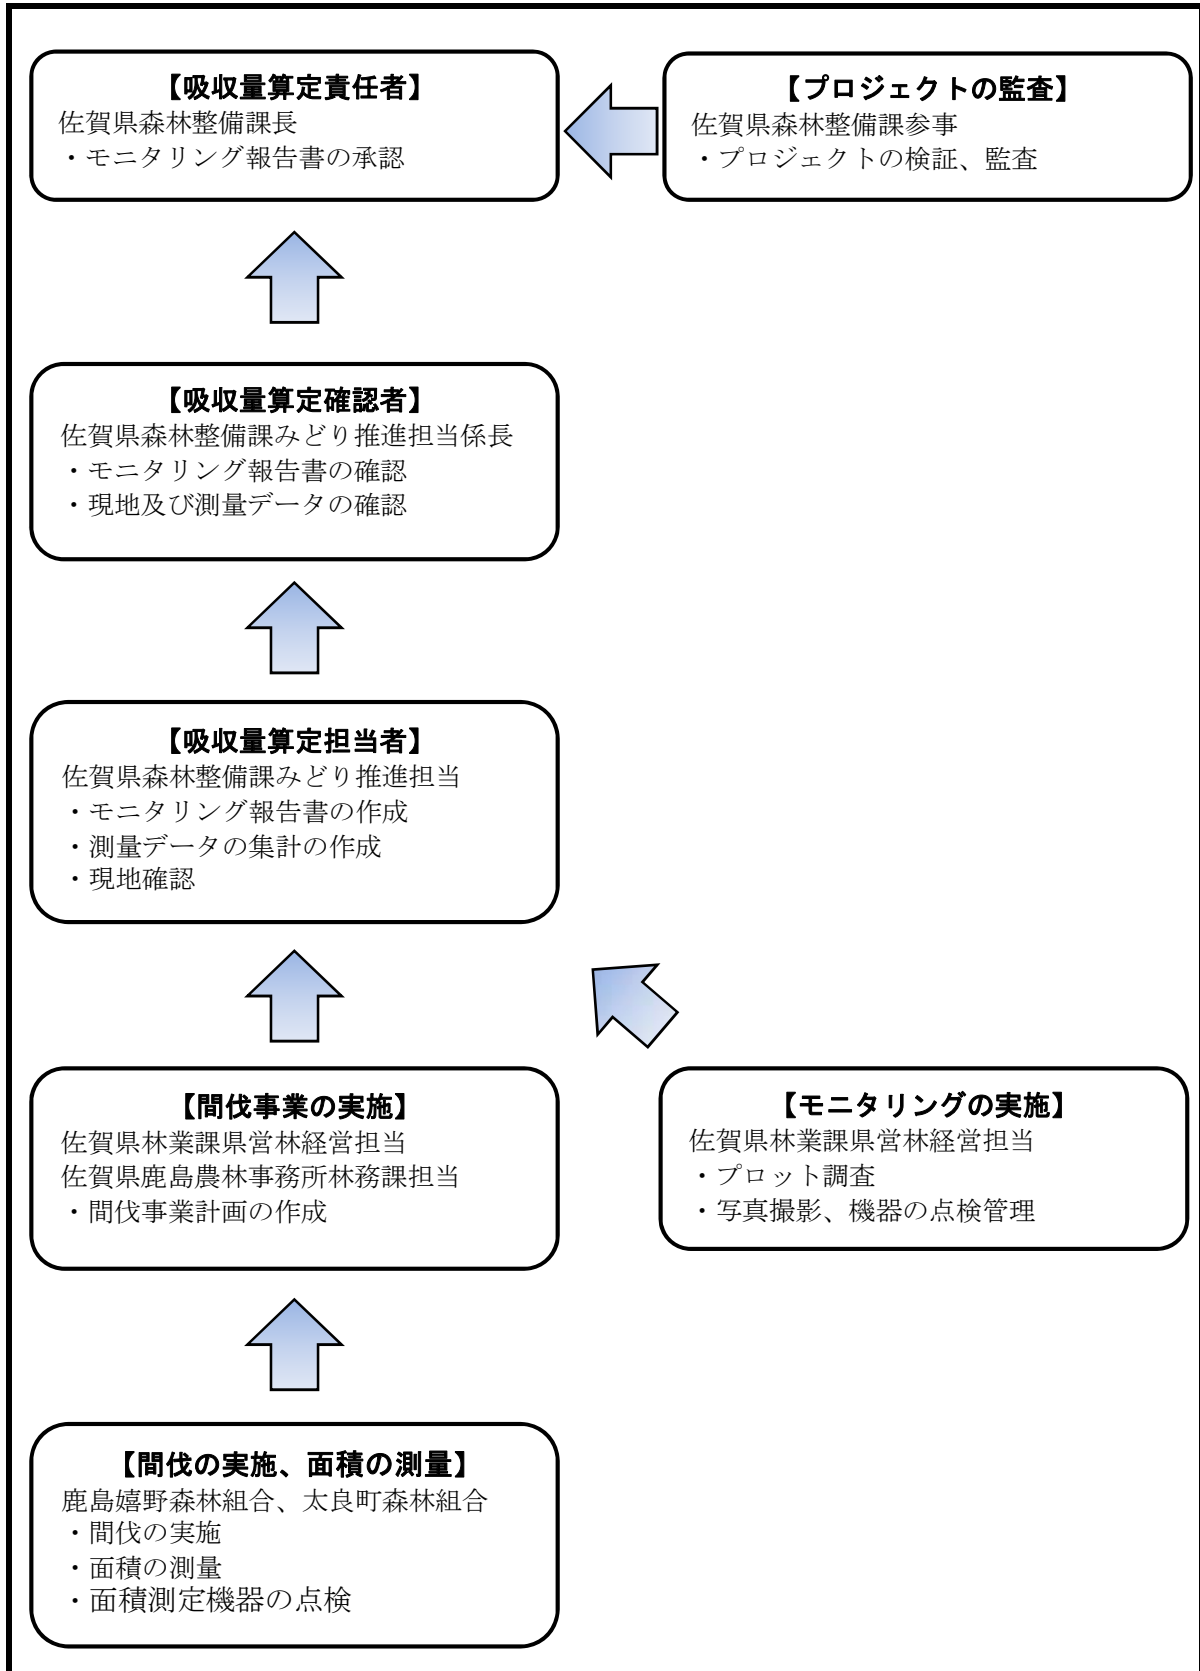 【吸収量算定責任者】
佐賀県森林整備課長
・モニタリング報告書の承認
【プロジェクトの監査】
佐賀県森林整備課参事
・プロジェクトの検証、監査
【吸収量算定確認者】
佐賀県森林整備課みどり推進担当係長
・モニタリング報告書の確認
・現地及び測量データの確認
【吸収量算定担当者】
佐賀県森林整備課みどり推進担当
・モニタリング報告書の作成
・測量データの集計の作成
・現地確認
【間伐事業の実施】
佐賀県林業課県営林経営担当
佐賀県鹿島農林事務所林務課担当
・間伐事業計画の作成
【モニタリングの実施】
佐賀県林業課県営林経営担当
・プロット調査
・写真撮影、機器の点検管理
【間伐の実施、面積の測量】
鹿島嬉野森林組合、太良町森林組合
・間伐の実施
・面積の測量
・面積測定機器の点検